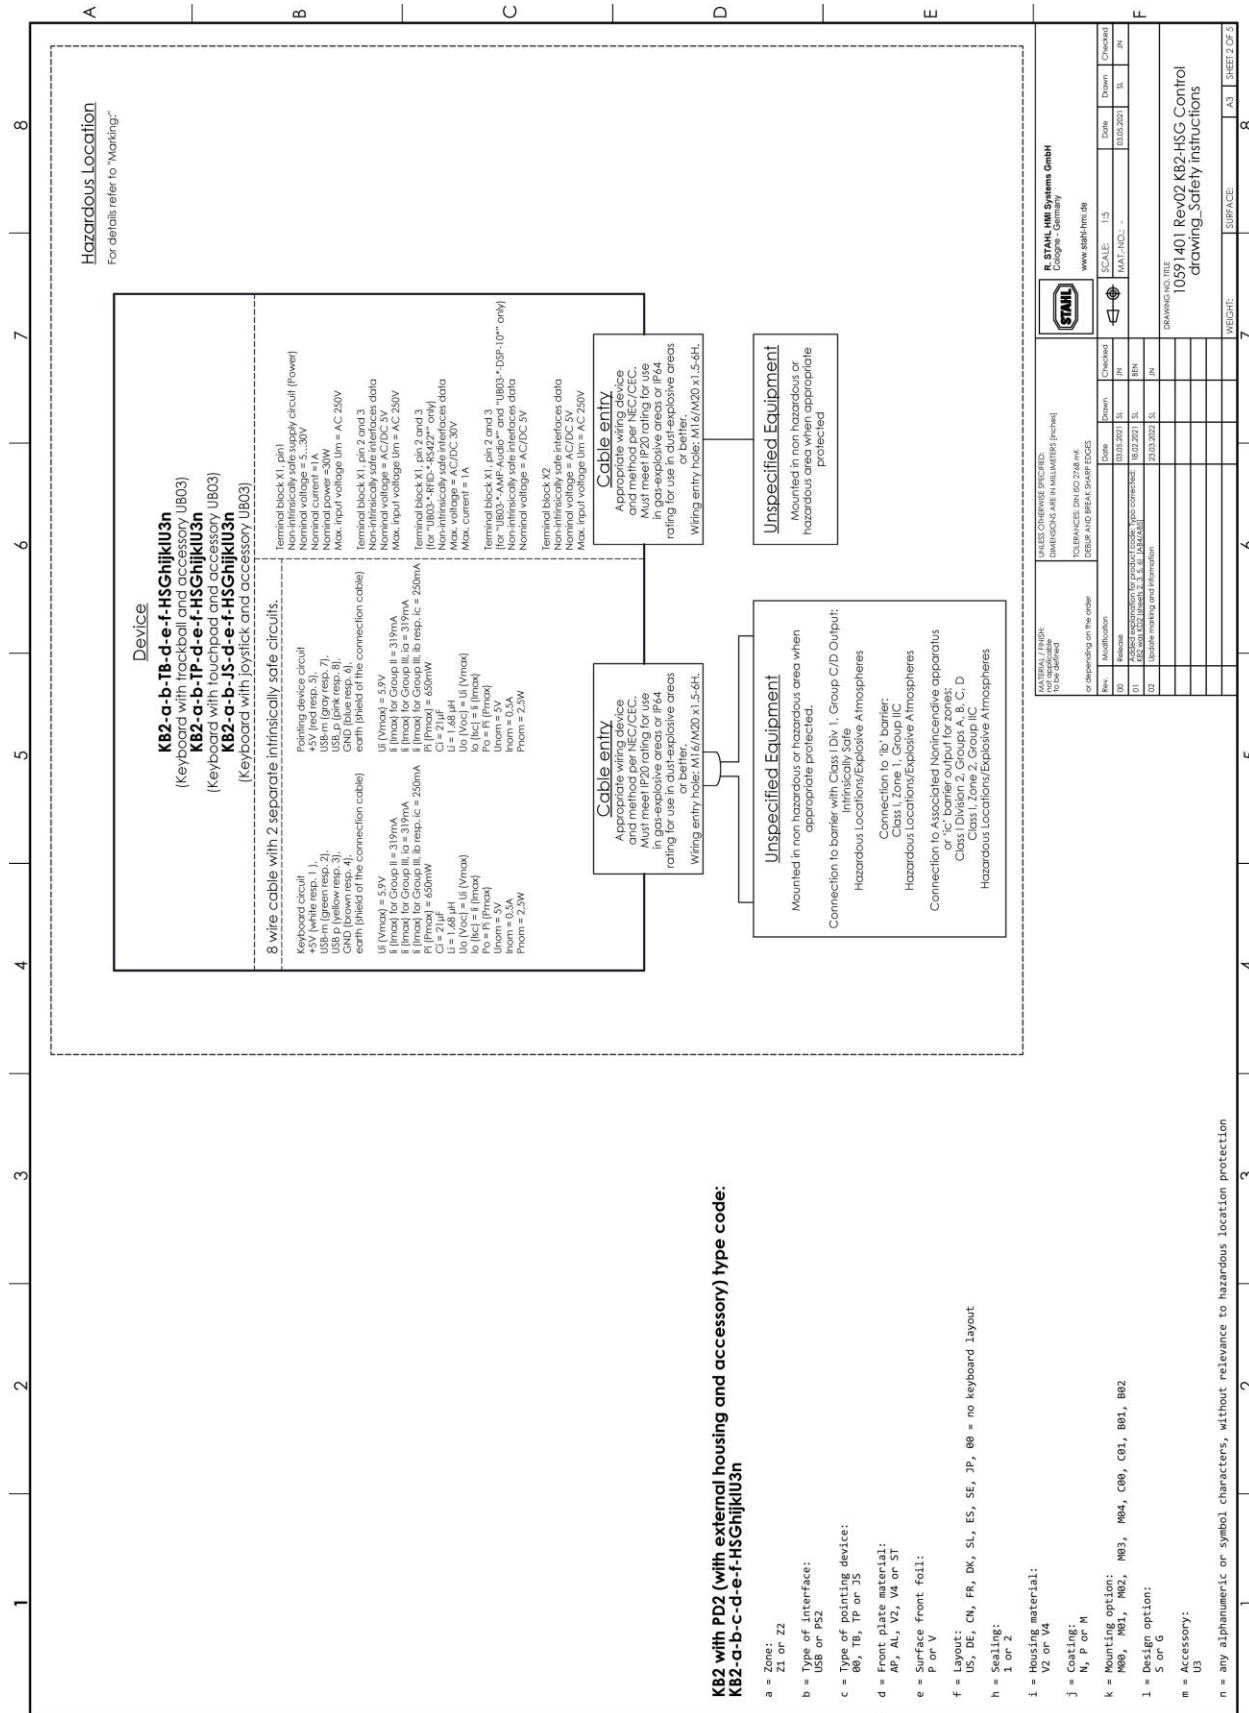 Hazardous Location
For details refer to "Marking:"
Device
KB2-a-b-TB-d-e-f-HSGhijklU3n
(Keyboard with trackball and accessory UB03)
KB2-a-b-TP-d-e-f-HSGhijklU3n
(Keyboard with touchpad and accessory UB03)
KB2-a-b-JS-d-e-f-HSGhijklU3n
(Keyboard with joystick and accessory UB03)
8 wire cable with 2 separate intrinsically safe circuits.
Keyboard circuit
+5V (white resp. 1 ),
USB-m (green resp. 2),
USB p (yellow resp. 3),
GND (brown resp. 4),
earth (shield of the connection cable)
Ui (Vmax) = 5.9V
Ii (Imax) for Group II = 319mA
Ii (Imax) for Group III, ia = 319mA
Ii (Imax) for Group III, ib resp. ic = 250mA
Pi (Pmax) = 650mW
Ci = 21µF
Li = 1.68 µH
Uo (Voc) = Ui (Vmax)
Io (Isc) = Ii (Imax)
Po = Pi (Pmax)
Unom = 5V
Inom = 0,5A
Pnom = 2,5W
Pointing device circuit
+5V (red resp. 5),
USB-m (gray resp. 7),
USB_p (pink resp. 8),
GND (blue resp. 6),
earth (shield of the connection cable)
Ui (Vmax) = 5.9V
Ii (Imax) for Group II = 319mA
Ii (Imax) for Group III, ia = 319mA
Ii (Imax) for Group III, ib resp. ic = 250mA
Pi (Pmax) = 650mW
Ci = 21µF
Li = 1.68 µH
Uo (Voc) = Ui (Vmax)
Io (Isc) = Ii (Imax)
Po = Pi (Pmax)
Unom = 5V
Inom = 0,5A
Pnom = 2,5W
Terminal block X1, pin1
Non-intrinsically safe supply circuit (Power)
Nominal voltage = 5...30V
Nominal current =1A
Nominal power =30W
Max. input voltage Um = AC 250V
Terminal block X1, pin 2 and 3
Non-intrinsically safe interfaces data
Nominal voltage = AC/DC 5V
Max. input voltage Um = AC 250V
Terminal block X1, pin 2 and 3
(for "UB03-*-RFID-*-RS422*" only)
Non-intrinsically safe interfaces data
Max. voltage = AC/DC 30V
Max. current = 1A
Terminal block X1, pin 2 and 3
(for "UB03-*-AMP-Audio*" and "UB03-*-DSP-10*" only)
Non-intrinsically safe interfaces data
Nominal voltage = AC/DC 5V
Terminal block X2
Non-intrinsically safe interfaces data
Nominal voltage = AC/DC 5V
Max. input voltage Um = AC 250V
Cable entry
Appropriate wiring device
and method per NEC/CEC.
Must meet IP20 rating for use
in gas-explosive areas or IP64
rating for use in dust-explosive areas
or better.
Wiring entry hole: M16/M20 x1.5-6H.
Cable entry
Appropriate wiring device
and method per NEC/CEC.
Must meet IP20 rating for use
in gas-explosive areas or IP64
rating for use in dust-explosive areas
or better.
Wiring entry hole: M16/M20 x1.5-6H.
Unspecified Equipment
Mounted in non hazardous or hazardous area when
appropriate protected.
Connection to barrier with Class I Div 1, Group C/D Output:
Intrinsically Safe
Hazardous Locations/Explosive Atmospheres
Connection to 'ib' barrier:
Class I, Zone 1, Group IIC
Hazardous Locations/Explosive Atmospheres
Connection to Associated Nonincendive apparatus
or 'ic' barrier output for zones:
Class I Division 2, Groups A, B, C, D
Class I, Zone 2, Group IIC
Hazardous Locations/Explosive Atmospheres
Unspecified Equipment
Mounted in non hazardous or
hazardous area when appropriate
protected
KB2 with PD2 (with external housing and accessory) type code:
KB2-a-b-c-d-e-f-HSGhijklU3n
a = Zone:
Z1 or Z2
b = Type of interface:
USB or PS2
c = Type of pointing device:
00, TB, TP or JS
d = Front plate material:
AP, AL, V2, V4 or ST
e = Surface front foil:
P or V
f = Layout:
US, DE, CN, FR, DK, SL, ES, SE, JP, 00 = no keyboard layout
h = Sealing:
1 or 2
i = Housing material:
V2 or V4
j = Coating:
N, P or M
k = Mounting option:
M00, M01, M02, M03, M04, C00, C01, B01, B02
l = Design option:
S or G
m = Accessory:
U3
n = any alphanumeric or symbol characters, without relevance to hazardous location protection
MATERIAL / FINISH:
not applicable
to be defined
or depending on the order
UNLESS OTHERWISE SPECIFIED:
DIMENSIONS ARE IN MILLIMETERS [inches]
TOLERANCES: DIN ISO 2768 mK
DEBUR AND BREAK SHARP EDGES
STAHL
R. STAHL HMI Systems GmbH
Cologne - Germany
www.stahl-hmi.de
Rev. Modification Date Drawn Checked
00 Release 03.05.2021 SL JN
01 Added explanation for product code; Typo corrected: 18.02.2021 SL BEN
02 Update marking and information 23.03.2022 SL JN
SCALE: 1:5 Date Drawn Checked
MAT.-NO.: - 03.05.2021 SL JN
DRAWING NO. TITLE
10591401 Rev02 KB2-HSG Control
drawing_Safety instructions
WEIGHT: SURFACE: A3 SHEET 2 OF 5
1 2 3 4 5 6 7 8
1 2 3 4 5 6 7 8
A B C D E F